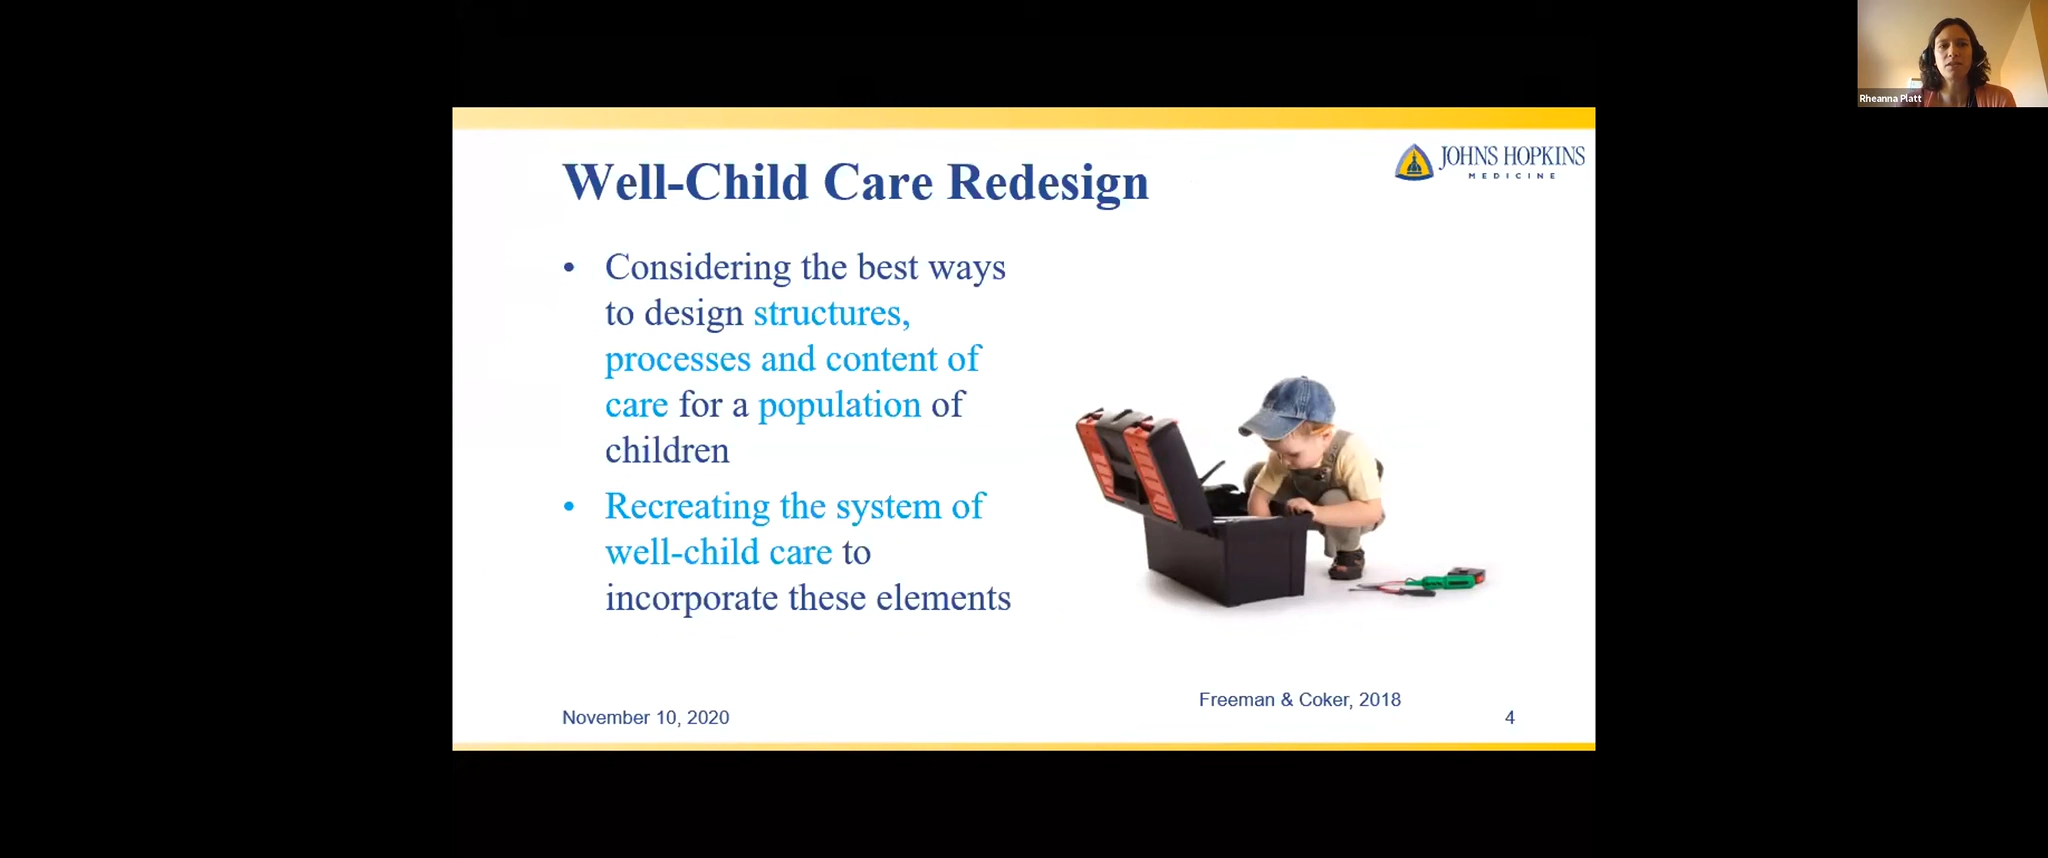 Rheanna Platt
Well-Child Care Redesign
JOHNS HOPKINS
MEDICINE
• Considering the best ways
to design structures,
processes and content of
care for a population of
children
• Recreating the system of
well-child care to
incorporate these elements
Freeman & Coker, 2018
November 10, 2020
4